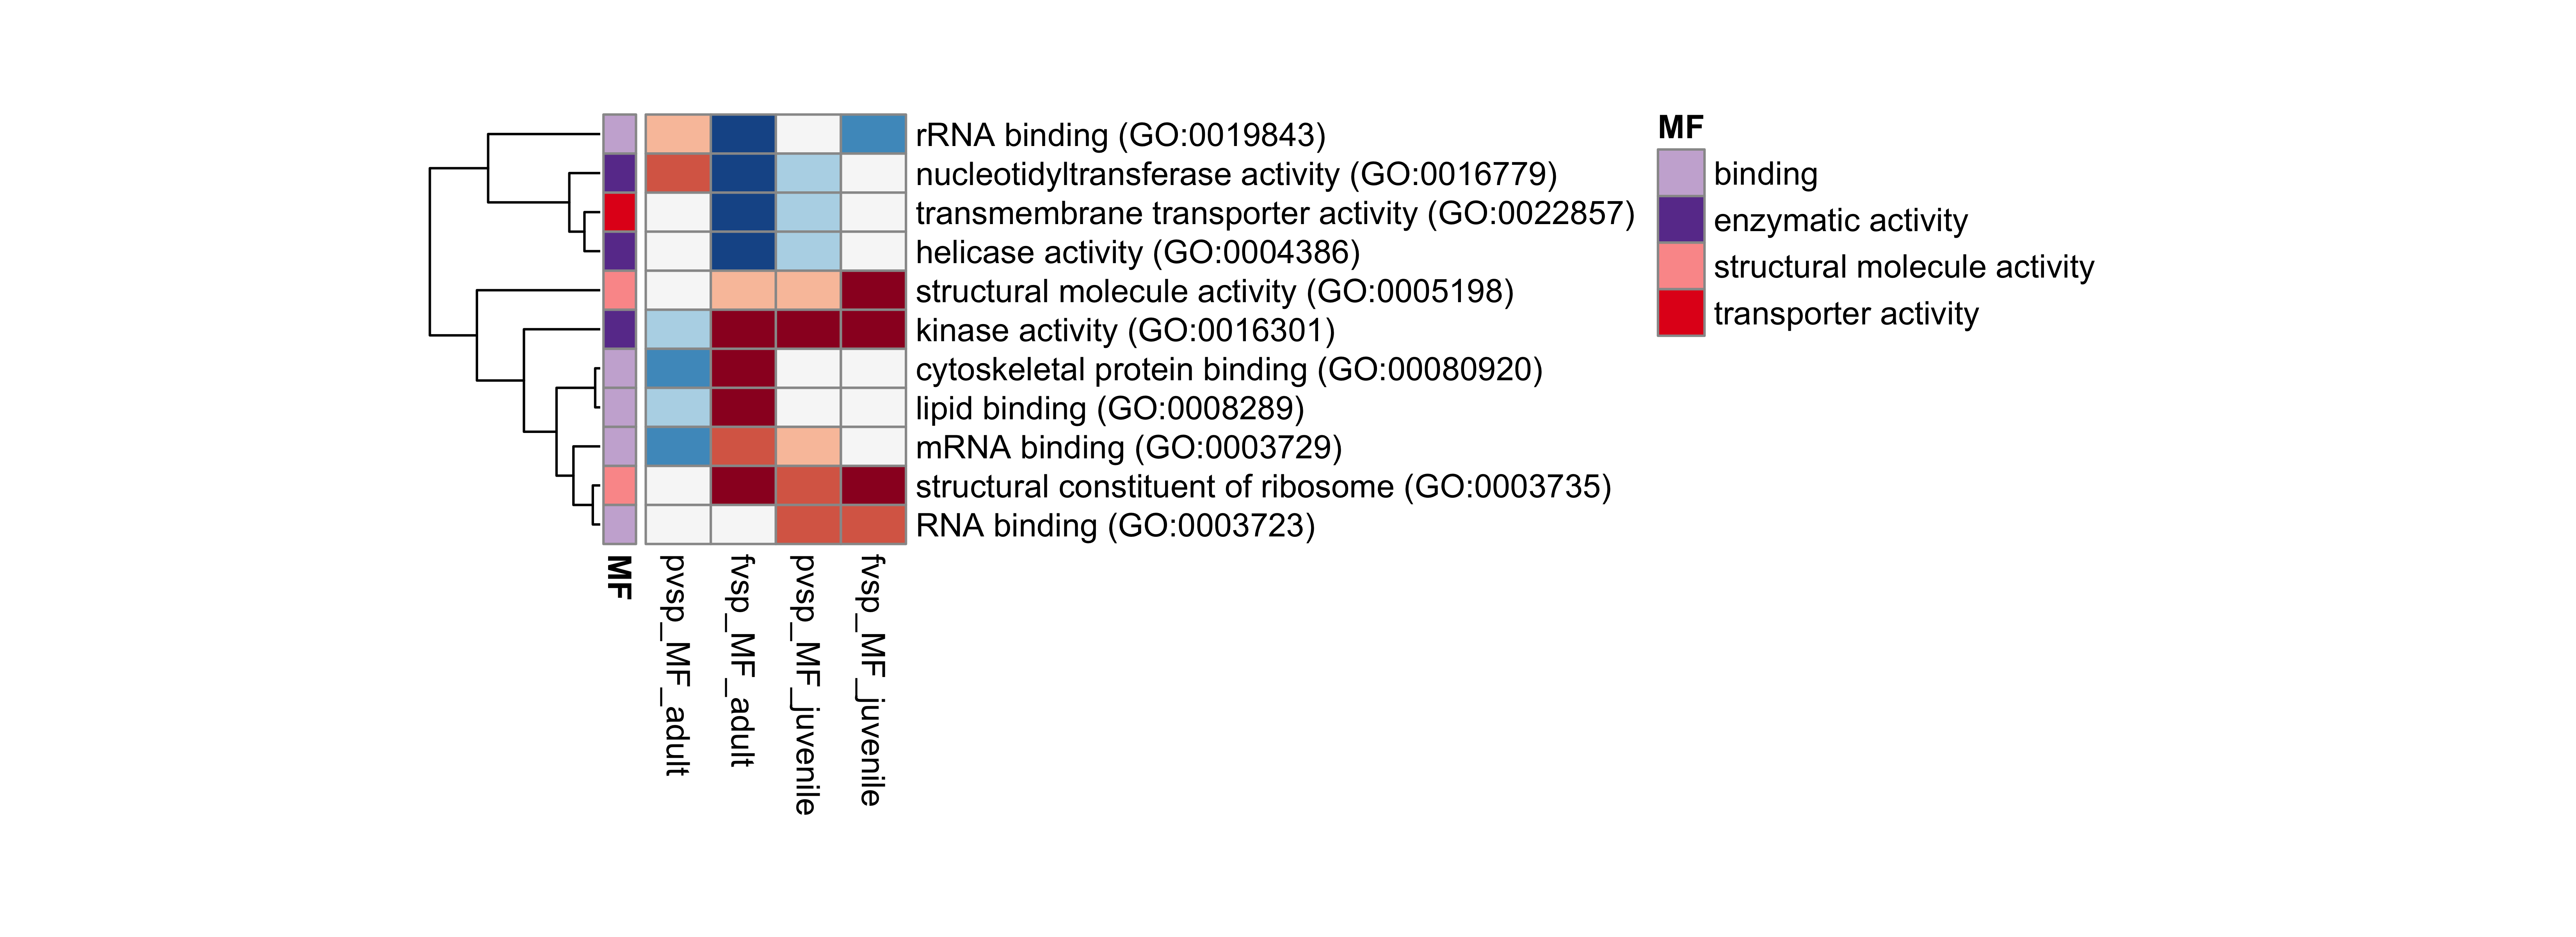 rRNA binding (GO:0019843)
nucleotidyltransferase activity (GO:0016779)
transmembrane transporter activity (GO:0022857)
helicase activity (GO:0004386)
structural molecule activity (GO:0005198)
kinase activity (GO:0016301)
cytoskeletal protein binding (GO:00080920)
lipid binding (GO:0008289)
mRNA binding (GO:0003729)
structural constituent of ribosome (GO:0003735)
RNA binding (GO:0003723)
MF
pvsp_MF_adult
fvsp_MF_adult
pvsp_MF_juvenile
fvsp_MF_juvenile
MF
binding
enzymatic activity
structural molecule activity
transporter activity